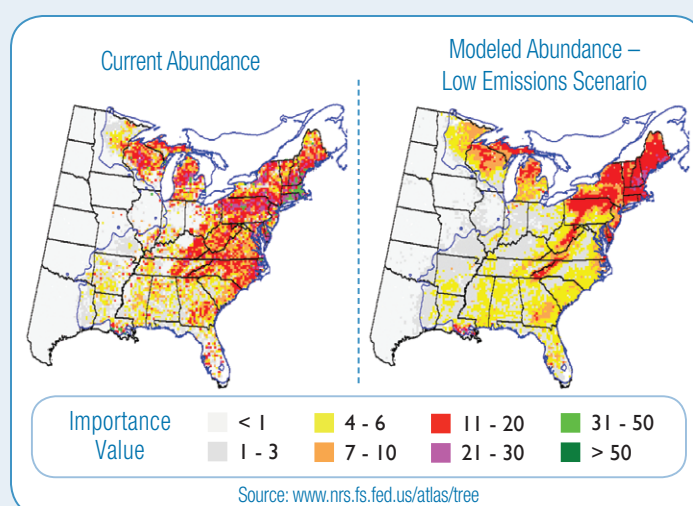 Current Abundance
Modeled Abundance –
Low Emissions Scenario
Importance
Value
< 1
4 - 6
11 - 20
31 - 50
1 - 3
7 - 10
21 - 30
> 50
Source: www.nrs.fs.fed.us/atlas/tree